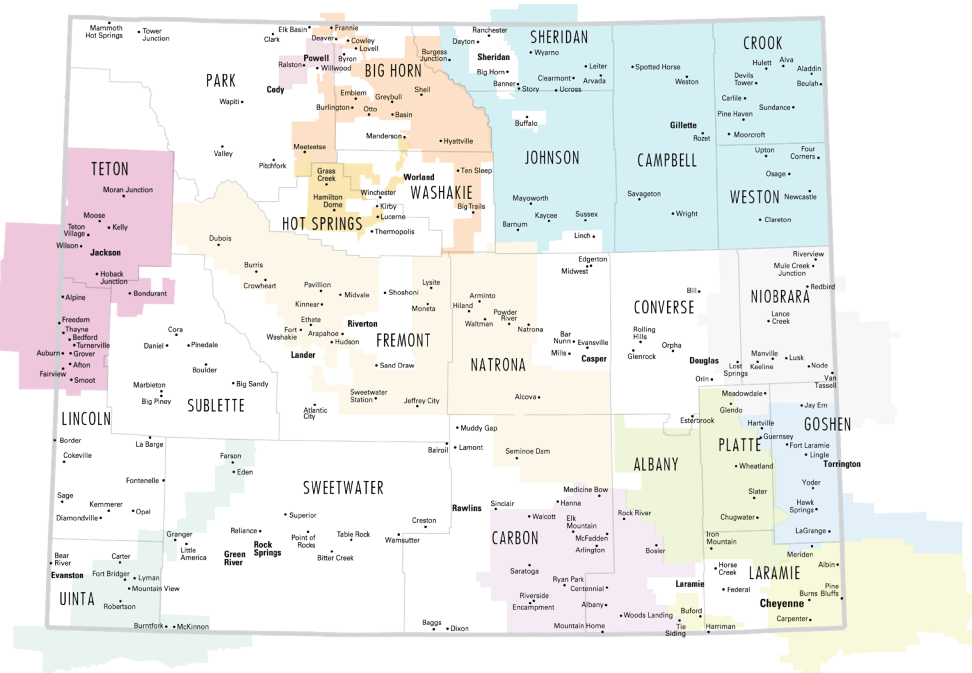 Mammoth
Hot Springs
Tower
Junction
Elk Basin
Clark
Frannie
Deaver
Cowley
Lovell
Byron
Powell
Ralston
Willwood
Cody
PARK
Wapiti
Valley
Pitchfork
Meeteetse
BIG HORN
Burgess
Junction
Emblem
Burlington
Otto
Greybull
Basin
Shell
Manderson
Hyattville
Ranchester
Dayton
Sheridan
Big Horn
Banner
Story
SHERIDAN
Wyarno
Leiter
Clearmont
Arvada
Ucross
Buffalo
JOHNSON
Mayoworth
Kaycee
Sussex
Barnum
Linch
Spotted Horse
Weston
Gillette
Rozet
CAMPBELL
Savageton
Wright
CROOK
Hulett
Alva
Aladdin
Devils
Tower
Beulah
Carlile
Sundance
Pine Haven
Moorcroft
Upton
Four
Corners
Osage
WESTON
Newcastle
Clareton
TETON
Moran Junction
Moose
Kelly
Teton
Village
Wilson
Jackson
Hoback
Junction
Bondurant
Grass
Creek
Hamilton
Dome
HOT SPRINGS
Worland
WASHAKIE
Winchester
Kirby
Lucerne
Thermopolis
Ten Sleep
Big Trails
Dubois
Burris
Crowheart
Pavillion
Kinnear
Midvale
Shoshoni
Lysite
Moneta
Ethete
Fort
Washakie
Arapahoe
Hudson
Riverton
Lander
FREMONT
Sand Draw
Sweetwater
Station
Jeffrey City
Atlantic
City
Arminto
Hiland
Waltman
Powder
River
Natrona
NATRONA
Edgerton
Midwest
Bar
Nunn
Mills
Evansville
Casper
Alcova
CONVERSE
Bill
Rolling
Hills
Glenrock
Orpha
Douglas
Orin
Lost
Springs
Esterbrook
NIOBRARA
Riverview
Mule Creek
Junction
Redbird
Lance
Creek
Manville
Keeline
Lusk
Node
Van
Tassell
Alpine
Freedom
Thayne
Bedford
Turnerville
Auburn
Grover
Afton
Fairview
Smoot
LINCOLN
Border
Cokeville
La Barge
Fontenelle
Sage
Kemmerer
Diamondville
Opal
Cora
Daniel
Pinedale
Boulder
Marbleton
Big Piney
Big Sandy
SUBLETTE
Farson
Eden
SWEETWATER
Superior
Reliance
Point of
Rocks
Table Rock
Bitter Creek
Wamsutter
Creston
Granger
Little
America
Green
River
Rock
Springs
Burntfork
McKinnon
Bear
River
Evanston
Carter
Fort Bridger
Lyman
Mountain View
UINTA
Robertson
Muddy Gap
Bairoil
Lamont
Seminoe Dam
Rawlins
Sinclair
Walcott
Medicine Bow
Hanna
Elk
Mountain
McFadden
Arlington
CARBON
Saratoga
Ryan Park
Riverside
Encampment
Baggs
Dixon
ALBANY
Rock River
Bosler
Centennial
Albany
Laramie
Woods Landing
Mountain Home
Tie
Siding
Buford
Harriman
Meadowdale
Glendo
PLATTE
Hartville
Guernsey
Wheatland
Slater
Chugwater
Iron
Mountain
Jay Em
GOSHEN
Fort Laramie
Lingle
Torrington
Yoder
Hawk
Springs
LaGrange
Meriden
Horse
Creek
LARAMIE
Albin
Federal
Pine
Bluffs
Burns
Cheyenne
Carpenter